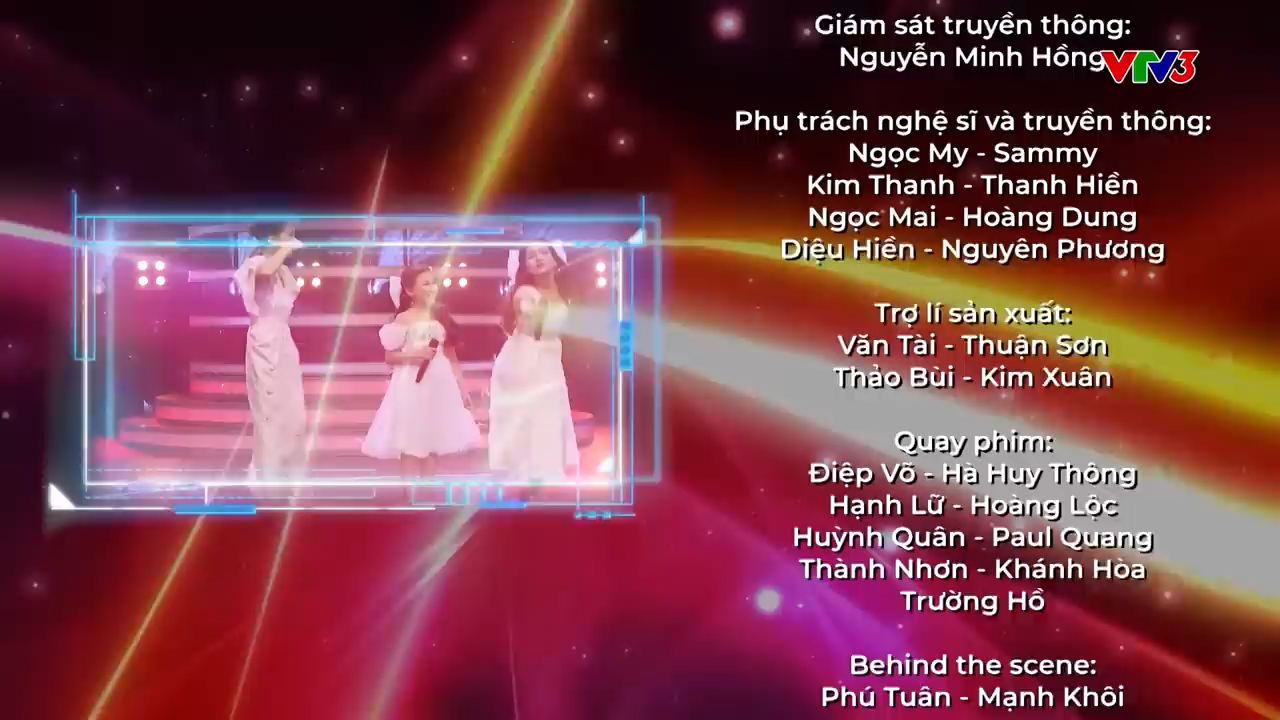 Giám sát truyền thông:
Nguyễn Minh Hồng
VTV3
Phụ trách nghệ sĩ và truyền thông:
Ngọc My - Sammy
Kim Thanh - Thanh Hiền
Ngọc Mai - Hoàng Dung
Diệu Hiền - Nguyên Phương
Trợ lí sản xuất:
Văn Tài - Thuận Sơn
Thảo Bùi - Kim Xuân
Quay phim:
Điệp Võ - Hà Huy Thông
Hạnh Lữ - Hoàng Lộc
Huỳnh Quân - Paul Quang
Thành Nhơn - Khánh Hòa
Trường Hồ
Behind the scene:
Phú Tuân - Mạnh Khôi